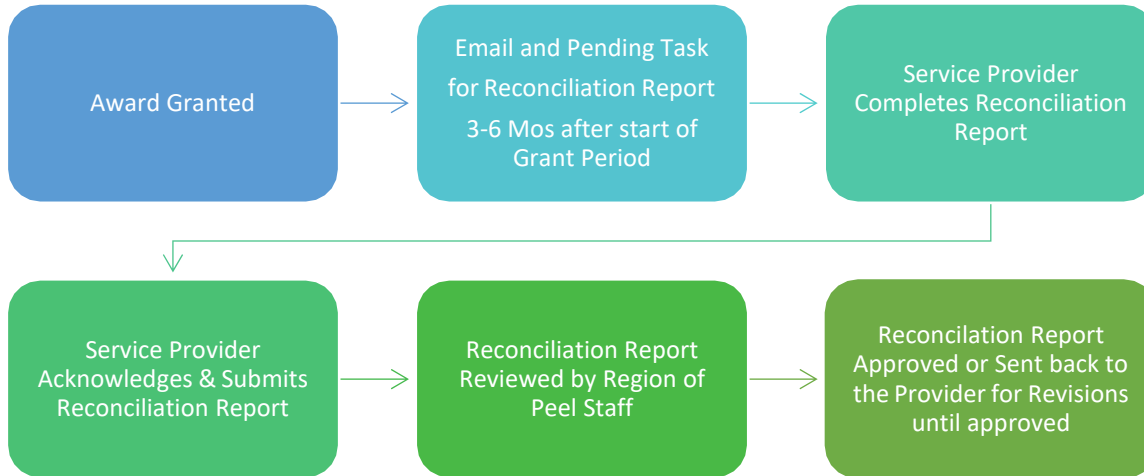 Award Granted
Email and Pending Task
for Reconciliation Report
3-6 Mos after start of
Grant Period
Service Provider
Completes Reconciliation
Report
Service Provider
Acknowledges & Submits
Reconciliation Report
Reconciliation Report
Reviewed by Region of
Peel Staff
Reconcilation Report
Approved or Sent back to
the Provider for Revisions
until approved